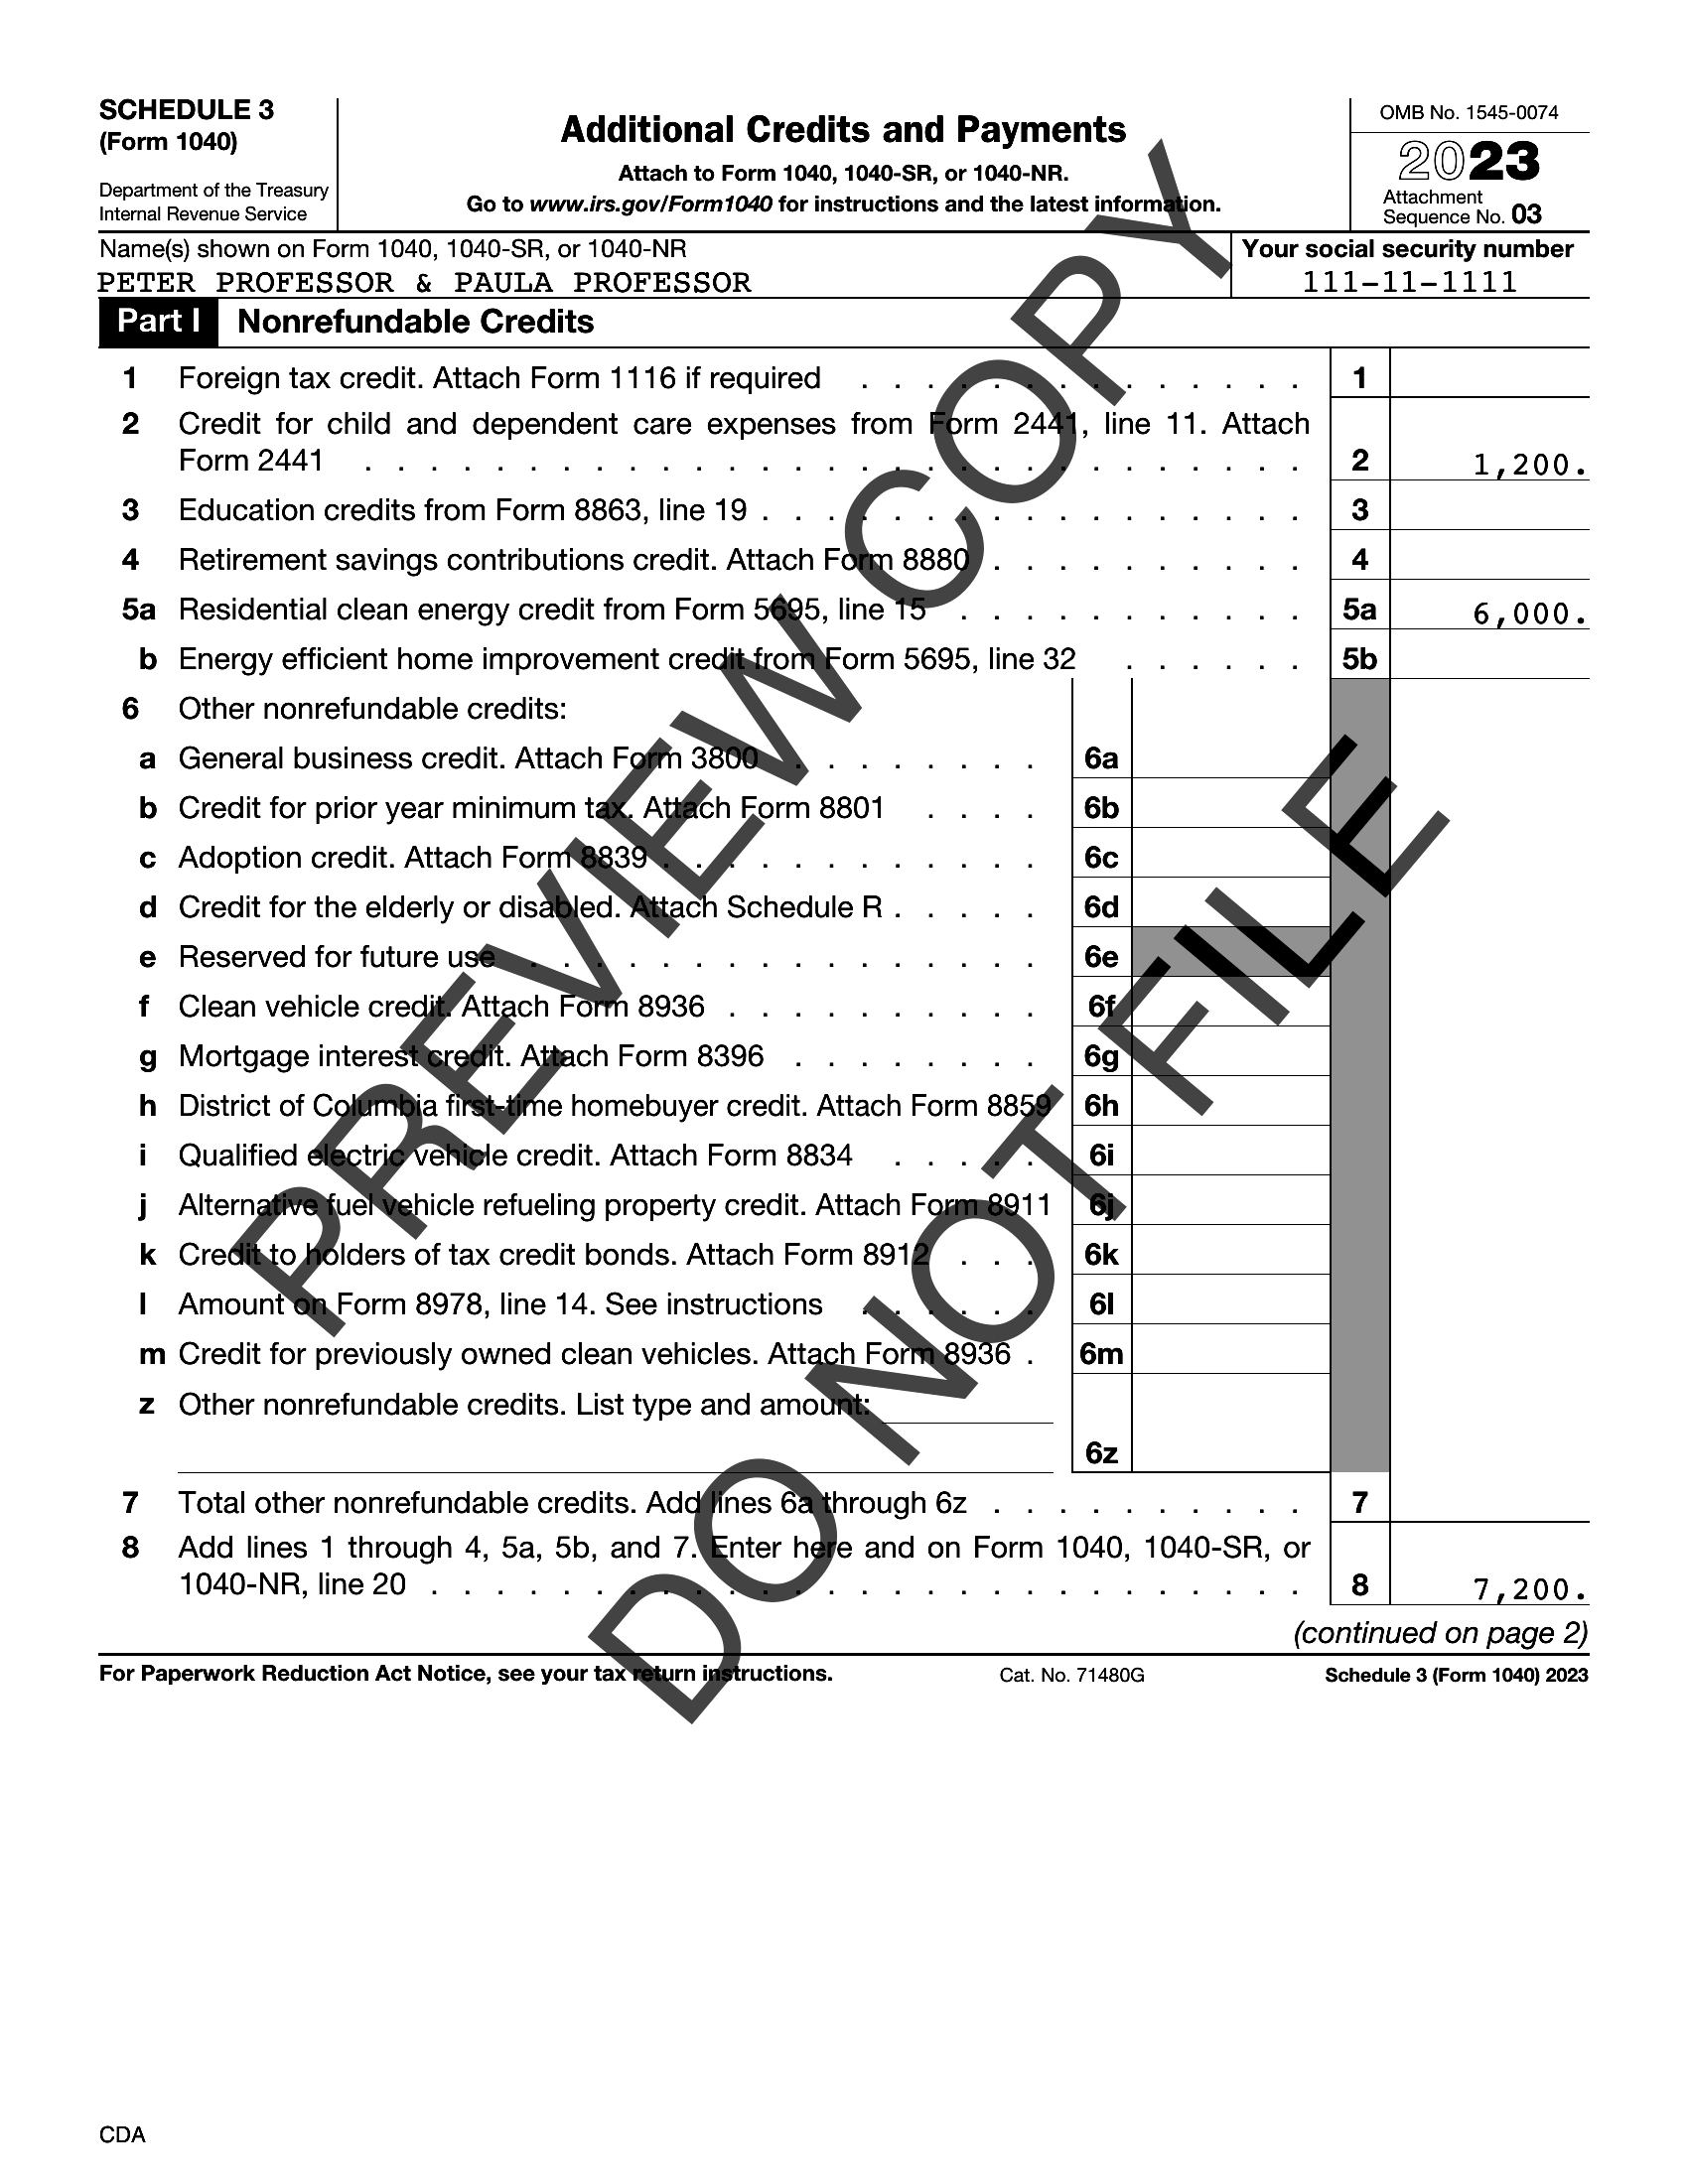 SCHEDULE 3
(Form 1040)
Department of the Treasury
Internal Revenue Service
Additional Credits and Payments
Attach to Form 1040, 1040-SR, or 1040-NR.
Go to www.irs.gov/Form1040 for instructions and the latest information.
OMB No. 1545-0074
2023
Attachment
Sequence No. 03
Name(s) shown on Form 1040, 1040-SR, or 1040-NR
PETER PROFESSOR & PAULA PROFESSOR
Your social security number
111-11-1111
Part I Nonrefundable Credits
1 Foreign tax credit. Attach Form 1116 if required . . . . . . . . . . . . . . 1
2 Credit for child and dependent care expenses from Form 2441, line 11. Attach
Form 2441 . . . . . . . . . . . . . . . . . . . . . . . . . . . . . 2 1,200.
3 Education credits from Form 8863, line 19 . . . . . . . . . . . . . . . . . 3
4 Retirement savings contributions credit. Attach Form 8880 . . . . . . . . . . 4
5a Residential clean energy credit from Form 5695, line 15 . . . . . . . . . . . 5a 6,000.
b Energy efficient home improvement credit from Form 5695, line 32 . . . . . . 5b
6 Other nonrefundable credits:
a General business credit. Attach Form 3800 . . . . . . . . 6a
b Credit for prior year minimum tax. Attach Form 8801 . . . . 6b
c Adoption credit. Attach Form 8839 . . . . . . . . . . . . 6c
d Credit for the elderly or disabled. Attach Schedule R . . . . . 6d
e Reserved for future use . . . . . . . . . . . . . . . . 6e
f Clean vehicle credit. Attach Form 8936 . . . . . . . . . . 6f
g Mortgage interest credit. Attach Form 8396 . . . . . . . . 6g
h District of Columbia first-time homebuyer credit. Attach Form 8859 6h
i Qualified electric vehicle credit. Attach Form 8834 . . . . . 6i
j Alternative fuel vehicle refueling property credit. Attach Form 8911 6j
k Credit to holders of tax credit bonds. Attach Form 8912 . . . 6k
l Amount on Form 8978, line 14. See instructions . . . . . . 6l
m Credit for previously owned clean vehicles. Attach Form 8936 . 6m
z Other nonrefundable credits. List type and amount:
6z
7 Total other nonrefundable credits. Add lines 6a through 6z . . . . . . . . . . 7
8 Add lines 1 through 4, 5a, 5b, and 7. Enter here and on Form 1040, 1040-SR, or
1040-NR, line 20 . . . . . . . . . . . . . . . . . . . . . . . . . . . 8 7,200.
(continued on page 2)
For Paperwork Reduction Act Notice, see your tax return instructions. Cat. No. 71480G Schedule 3 (Form 1040) 2023
CDA
PREVIEW COPY
DO NOT FILE